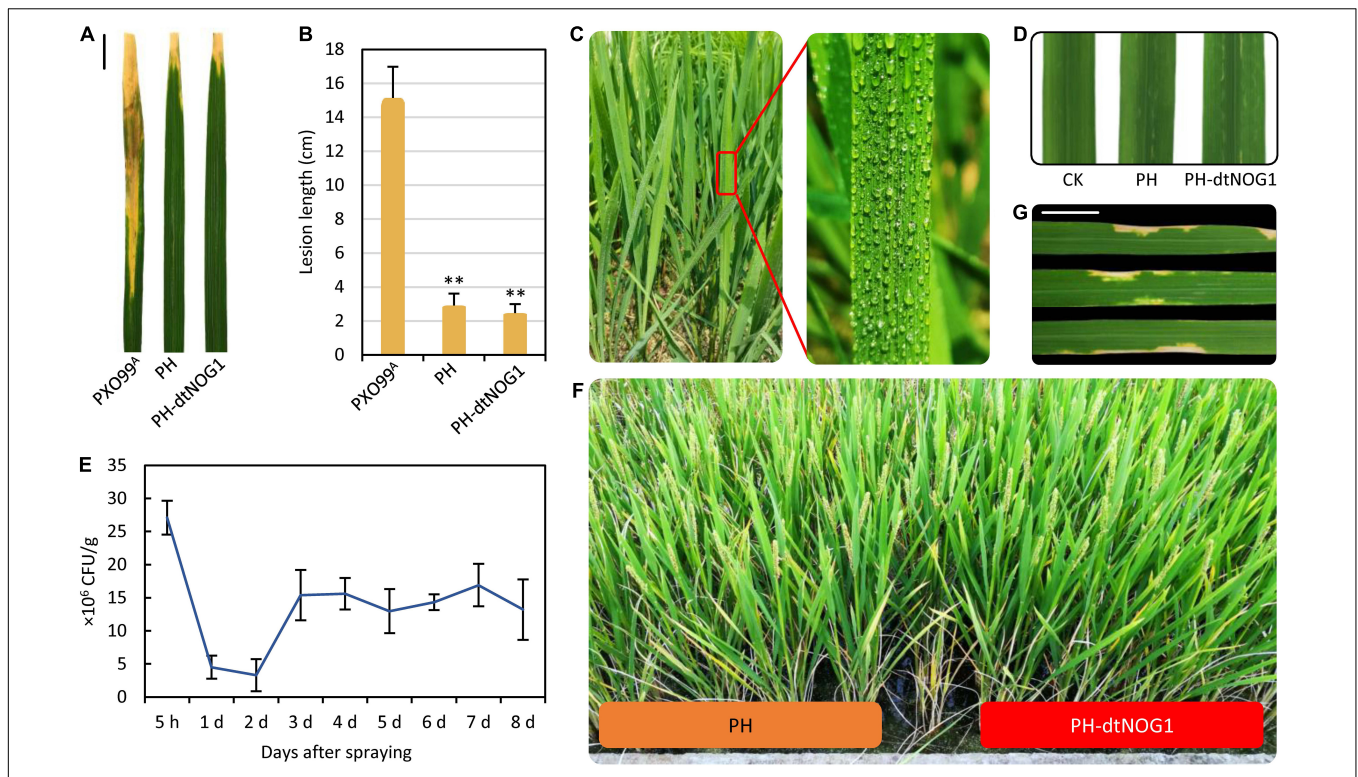 A
PXO99ᴬ
PH
PH-dtNOG1
B
Lesion length (cm)
18
16
14
12
10
8
6
4
2
0
**
**
PXO99ᴬ
PH
PH-dtNOG1
C
D
CK PH PH-dtNOG1
G
E
×10⁶ CFU/g
35
30
25
20
15
10
5
0
5 h 1 d 2 d 3 d 4 d 5 d 6 d 7 d 8 d
Days after spraying
F
PH
PH-dtNOG1